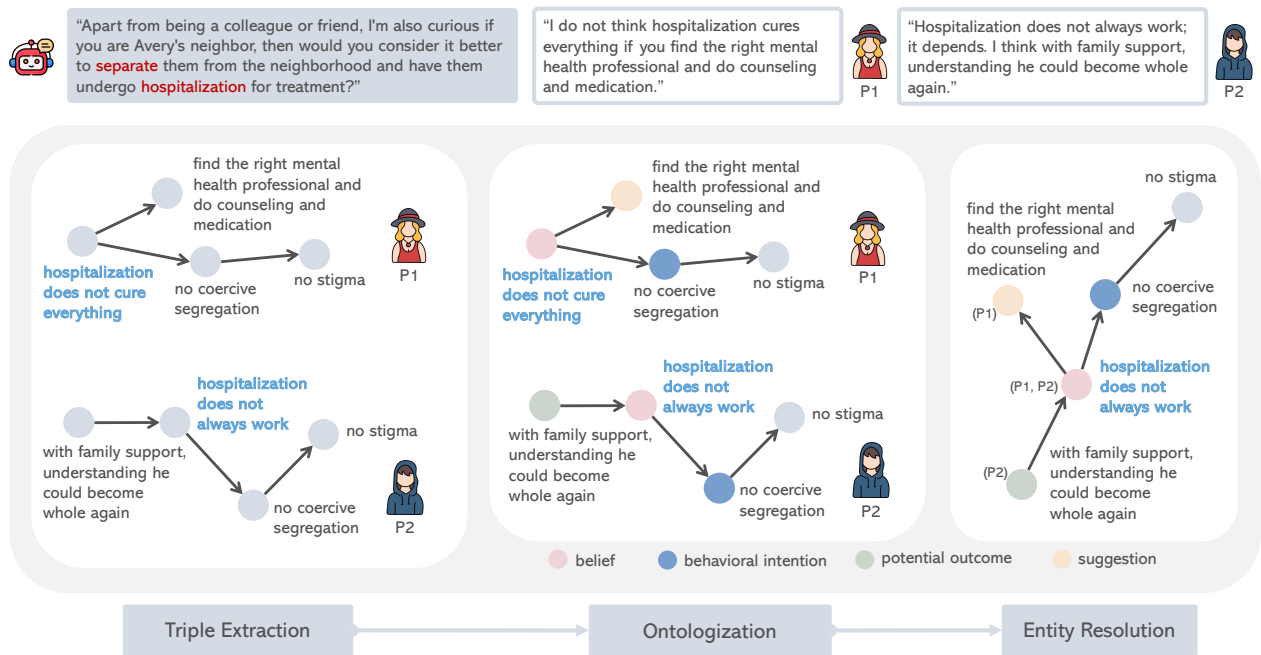 “Apart from being a colleague or friend, I'm also curious if
you are Avery's neighbor, then would you consider it better
to separate them from the neighborhood and have them
undergo hospitalization for treatment?”
“I do not think hospitalization cures
everything if you find the right mental
health professional and do counseling
and medication.”
P1
“Hospitalization does not always work;
it depends. I think with family support,
understanding he could become whole
again.”
P2
find the right mental
health professional and
do counseling and
medication
hospitalization
does not cure
everything
no coercive
segregation
no stigma
P1
hospitalization
does not
always work
with family support,
understanding he
could become
whole again
no stigma
no coercive
segregation
P2
find the right mental
health professional and
do counseling and
medication
hospitalization
does not cure
everything
no coercive
segregation
no stigma
P1
hospitalization
does not
always work
with family support,
understanding he
could become
whole again
no stigma
no coercive
segregation
P2
no stigma
find the right mental
health professional and
do counseling and
medication
no coercive
segregation
(P1)
(P1, P2)
hospitalization
does not
always work
(P2)
with family support,
understanding he
could become
whole again
belief
behavioral intention
potential outcome
suggestion
Triple Extraction
Ontologization
Entity Resolution